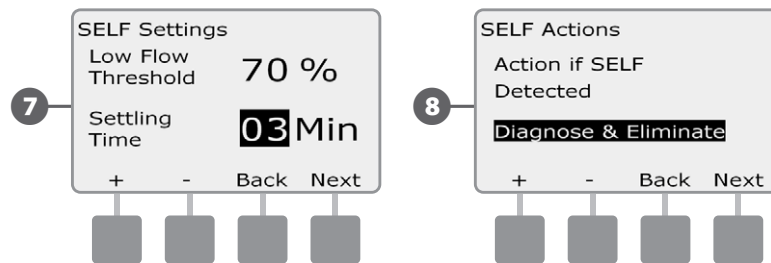 7
SELF Settings
Low Flow
Threshold 70 %
Settling
Time 03 Min
+ - Back Next
8
SELF Actions
Action if SELF
Detected
Diagnose & Eliminate
+ - Back Next